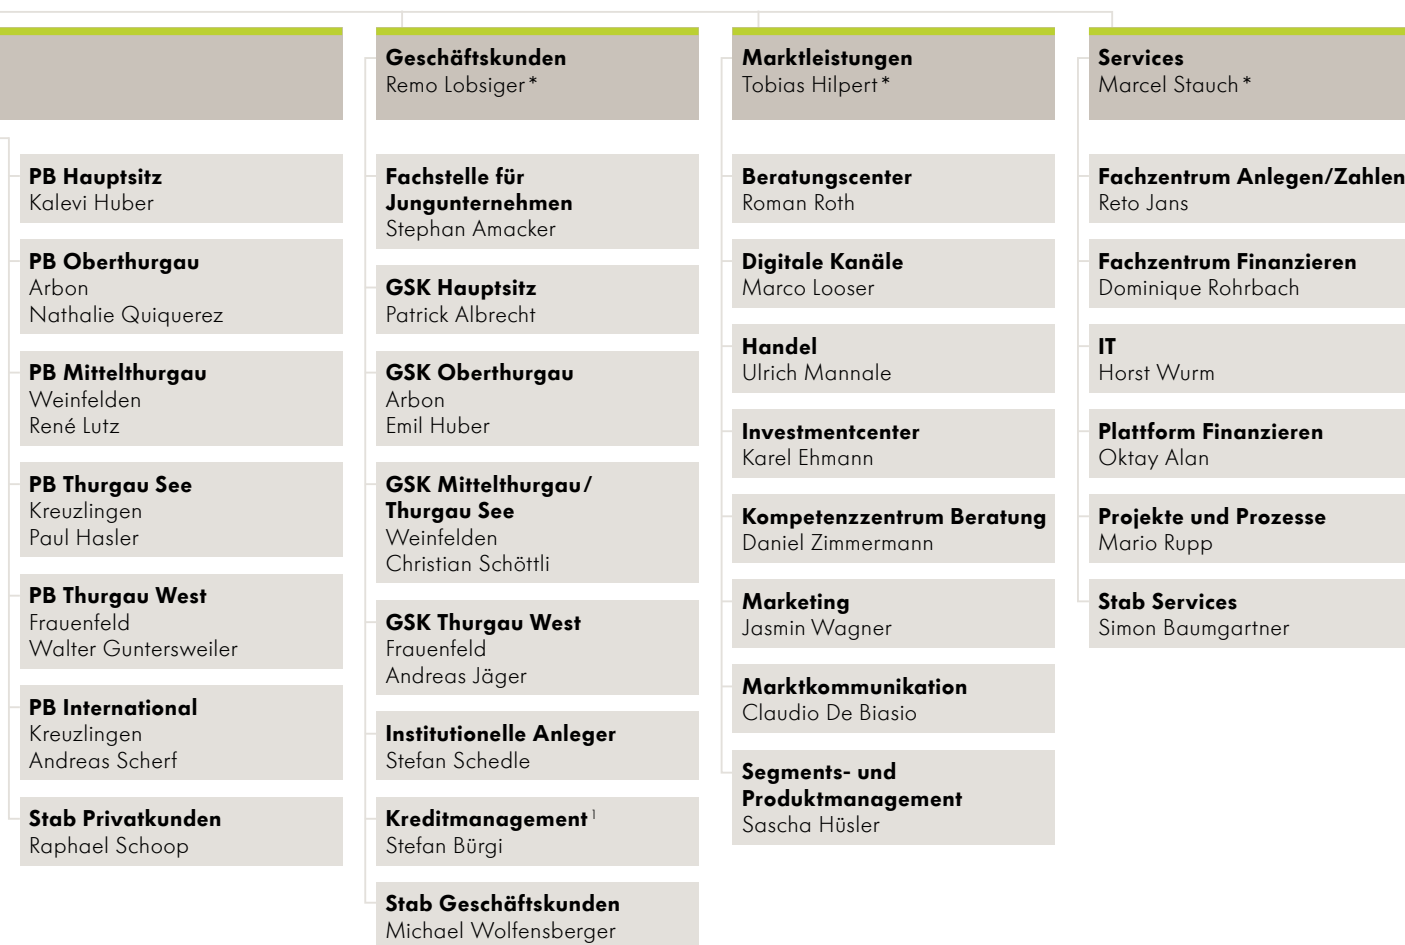 PB Hauptsitz
Kalevi Huber
PB Oberthurgau
Arbon
Nathalie Quiquerez
PB Mittelthurgau
Weinfelden
René Lutz
PB Thurgau See
Kreuzlingen
Paul Hasler
PB Thurgau West
Frauenfeld
Walter Guntersweiler
PB International
Kreuzlingen
Andreas Scherf
Stab Privatkunden
Raphael Schoop
Geschäftskunden
Remo Lobsiger*
Fachstelle für
Jungunternehmen
Stephan Amacker
GSK Hauptsitz
Patrick Albrecht
GSK Oberthurgau
Arbon
Emil Huber
GSK Mittelthurgau/
Thurgau See
Weinfelden
Christian Schöttli
GSK Thurgau West
Frauenfeld
Andreas Jäger
Institutionelle Anleger
Stefan Schedle
Kreditmanagement¹
Stefan Bürgi
Stab Geschäftskunden
Michael Wolfensberger
Marktleistungen
Tobias Hilpert*
Beratungscenter
Roman Roth
Digitale Kanäle
Marco Looser
Handel
Ulrich Mannale
Investmentcenter
Karel Ehmann
Kompetenzzentrum Beratung
Daniel Zimmermann
Marketing
Jasmin Wagner
Marktkommunikation
Claudio De Biasio
Segments- und
Produktmanagement
Sascha Hüsler
Services
Marcel Stauch*
Fachzentrum Anlegen/Zahlen
Reto Jans
Fachzentrum Finanzieren
Dominique Rohrbach
IT
Horst Wurm
Plattform Finanzieren
Oktay Alan
Projekte und Prozesse
Mario Rupp
Stab Services
Simon Baumgartner